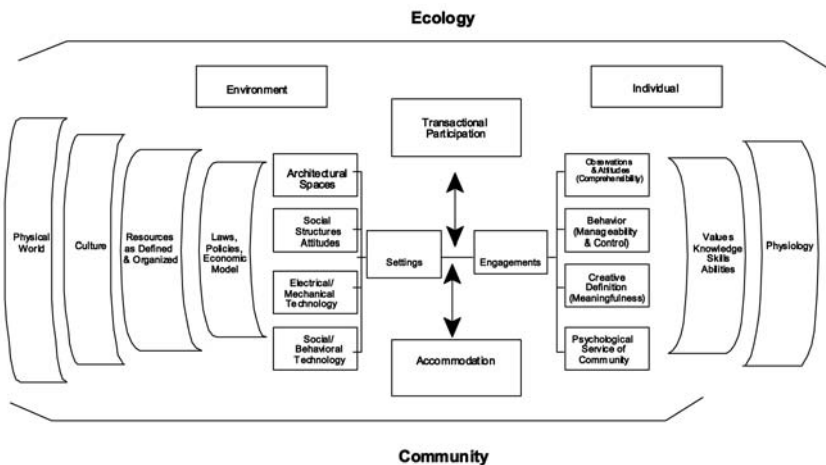 Ecology
Environment
Individual
Transactional
Participation
Physical
World
Culture
Resources
as Defined
& Organized
Laws,
Policies,
Economic
Model
Architectural
Spaces
Social
Structures
Attitudes
Electrical/
Mechanical
Technology
Social/
Behavioral
Technology
Settings
Engagements
Accommodation
Observations
& Attitudes
(Comprehensibility)
Behavior
(Manageability
& Control)
Creative
Definition
(Meaningfulness)
Psychological
Service of
Community
Values
Knowledge
Skills
Abilities
Physiology
Community